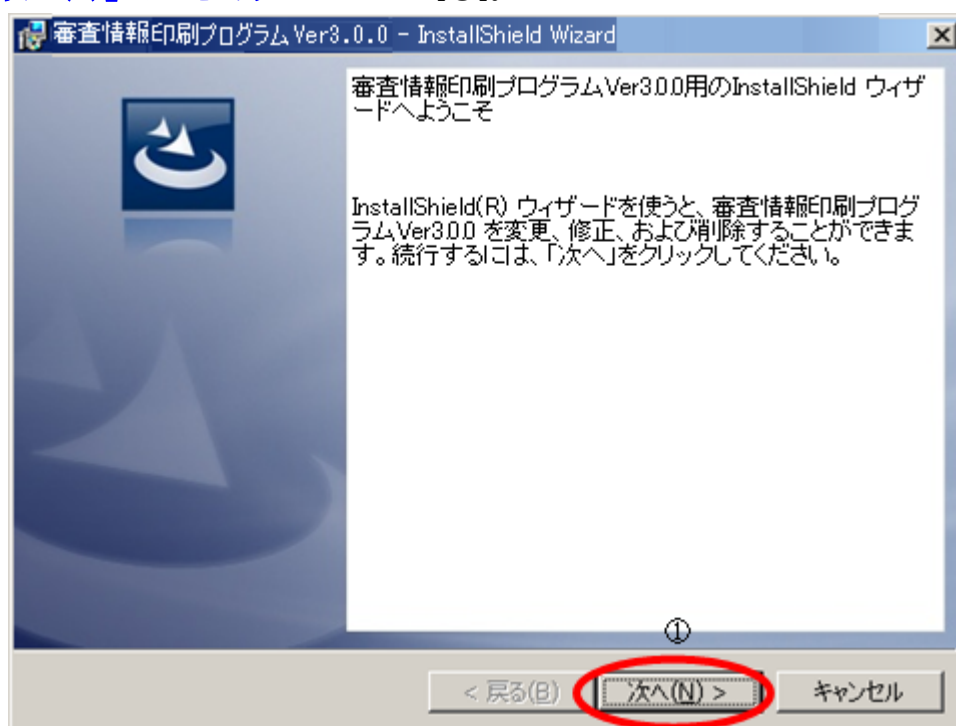 審査情報印刷プログラムVer3.0.0 - InstallShield Wizard
審査情報印刷プログラムVer3.0.0用のInstallShield ウィザ
ードへようこそ
InstallShield(R) ウィザードを使うと、審査情報印刷プログ
ラムVer3.0.0 を変更、修正、および削除することができま
す。続行するには、「次へ」をクリックしてください。
①
< 戻る(B)
次へ(N) >
キャンセル